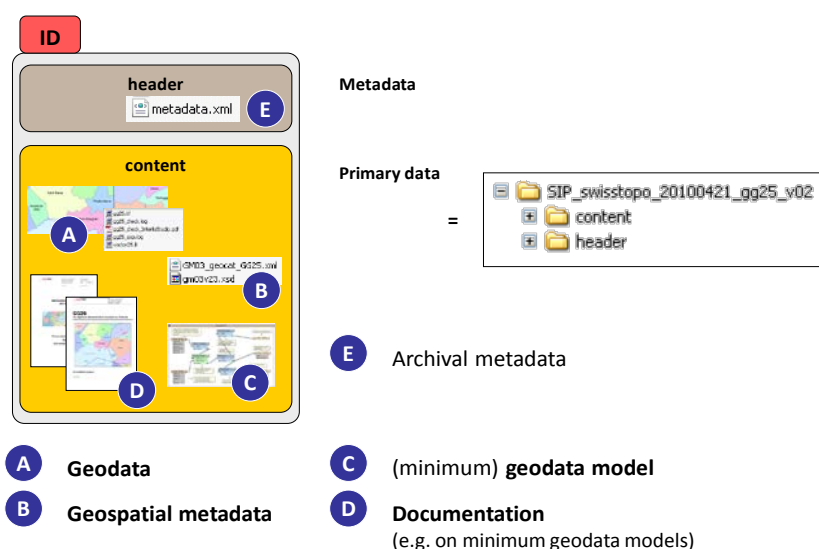 ID
header
metadata.xml
E
Metadata
content
Primary data
=
SIP_swisstopo_20100421_gg25_v02
content
header
A
GM03_geocat_GG25.xml
gm03v23.xsd
B
D
C
E Archival metadata
A Geodata
C (minimum) geodata model
B Geospatial metadata
D Documentation
(e.g. on minimum geodata models)